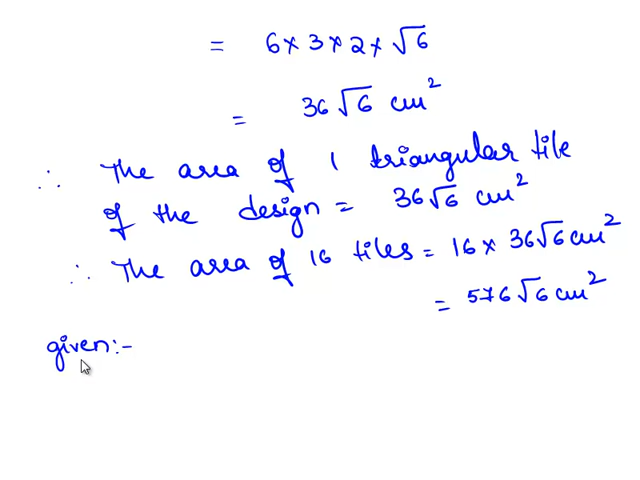 = 6 × 3 × 2 × √6
= 36√6 cm²
∴ The area of 1 triangular tile
of the design = 36√6 cm²
∴ The area of 16 tiles = 16 × 36√6 cm²
= 576√6 cm²
given:-